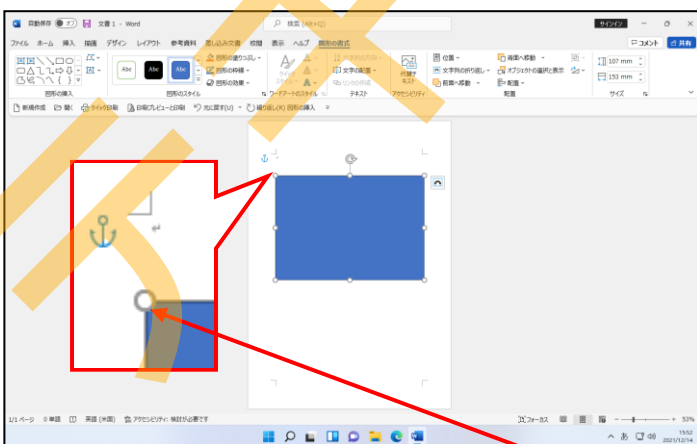 自動保存 オフ 文書 1 - Word 検索 (Alt+Q) サインイン
ファイル ホーム 挿入 描画 デザイン レイアウト 参考資料 差し込み文書 校閲 表示 ヘルプ 図形の書式 コメント 共有
Abc Abc Abc
図形の塗りつぶし 文字列の方向 位置 背面へ移動 107 mm
図形の枠線 文字の配置 文字列の折り返し オブジェクトの選択と表示 153 mm
図形の効果 リンクの作成 代替テキスト 前面へ移動 配置
図形の挿入 図形のスタイル ワードアートのスタイル テキスト アクセシビリティ 配置 サイズ
新規作成 開く クイック印刷 印刷プレビューと印刷 元に戻す(U) 繰り返し(R) 図形の挿入
1/1 ページ 0 単語 英語 (米国) アクセシビリティ: 検討が必要です フォーカス 53%
あ 15:52
2021/12/14